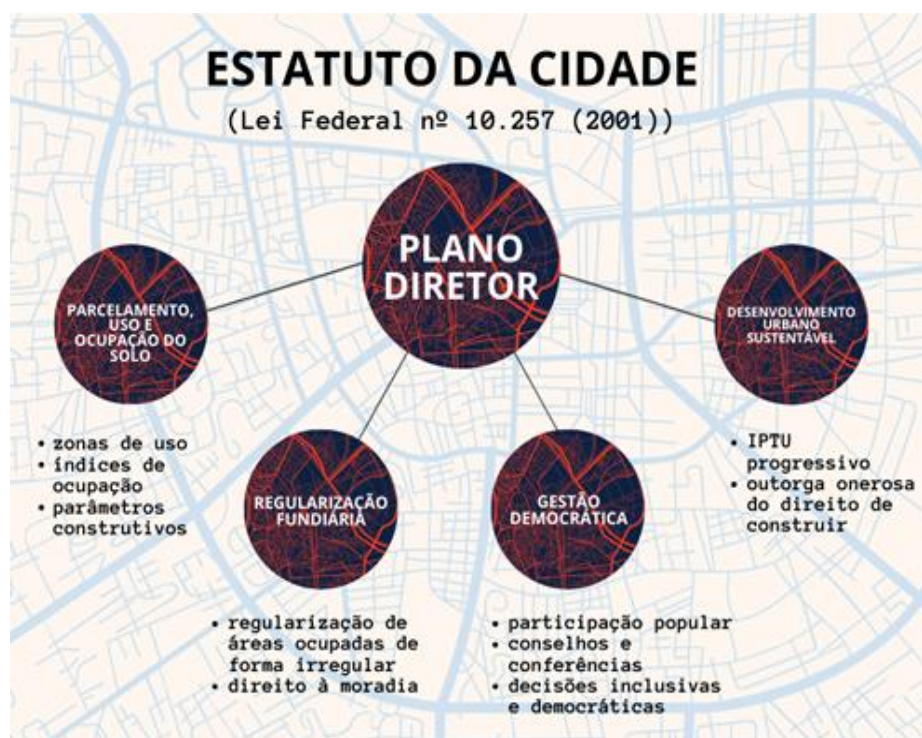 ESTATUTO DA CIDADE
(Lei Federal nº 10.257 (2001))
PLANO
DIRETOR
PARCELAMENTO,
USO E
OCUPAÇÃO DO
SOLO
• zonas de uso
• índices de
ocupação
• parâmetros
construtivos
REGULARIZAÇÃO
FUNDIÁRIA
• regularização de
áreas ocupadas de
forma irregular
• direito à moradia
GESTÃO
DEMOCRÁTICA
• participação popular
• conselhos e
conferências
• decisões inclusivas
e democráticas
DESENVOLVIMENTO
URBANO
SUSTENTÁVEL
• IPTU
progressivo
• outorga onerosa
do direito de
construir